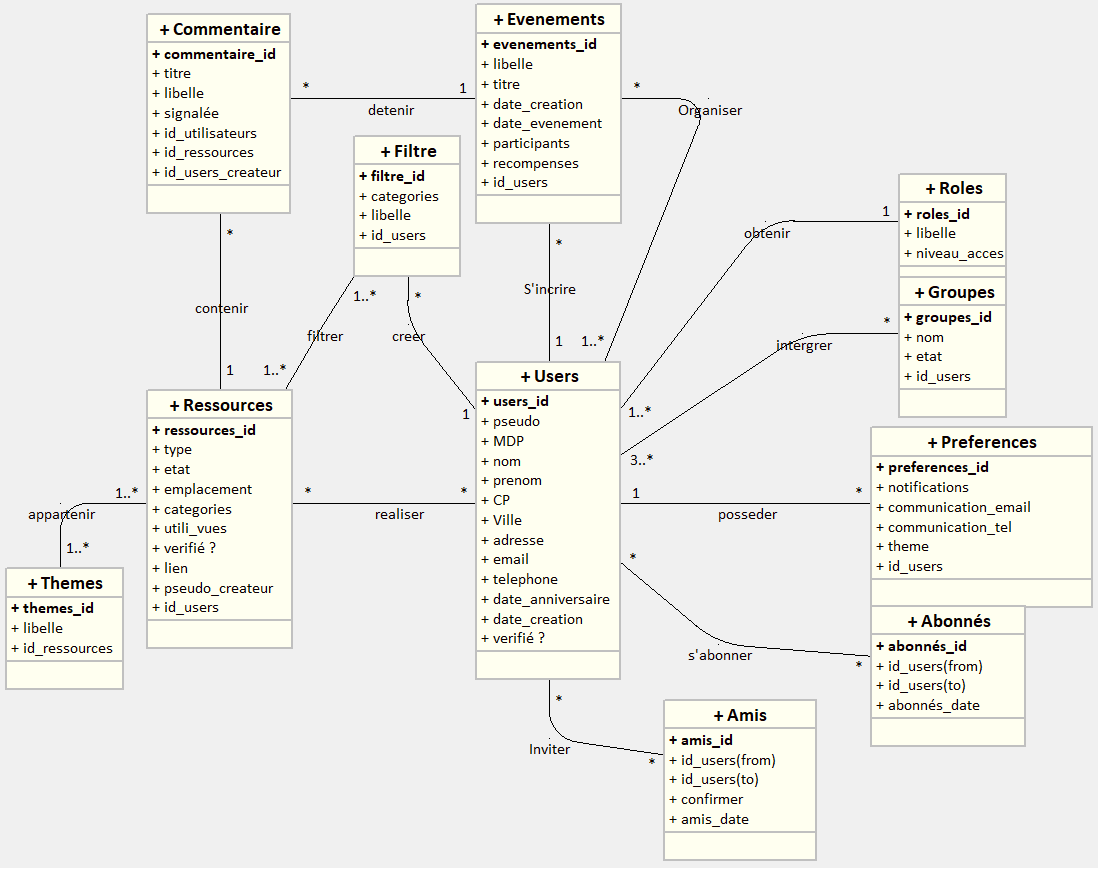 + Commentaire
+ commentaire_id
+ titre
+ libelle
+ signalée
+ id_utilisateurs
+ id_ressources
+ id_users_createur
+ Evenements
+ evenements_id
+ libelle
+ titre
+ date_creation
+ date_evenement
+ participants
+ recompenses
+ id_users
* 1
detenir
*
Organiser
+ Filtre
+ filtre_id
+ categories
+ libelle
+ id_users
+ Roles
+ roles_id
+ libelle
+ niveau_acces
1
obtenir
1..*
*
contenir
1
1..*
filtrer
1..*
*
creer
1
*
S'incrire
1
1..*
+ Groupes
+ groupes_id
+ nom
+ etat
+ id_users
*
intergrer
3..*
+ Users
+ users_id
+ pseudo
+ MDP
+ nom
+ prenom
+ CP
+ Ville
+ adresse
+ email
+ telephone
+ date_anniversaire
+ date_creation
+ verifié ?
+ Ressources
+ ressources_id
+ type
+ etat
+ emplacement
+ categories
+ utili_vues
+ verifié ?
+ lien
+ pseudo_createur
+ id_users
* *
realiser
1..*
appartenir
1..*
+ Themes
+ themes_id
+ libelle
+ id_ressources
1 *
posseder
+ Preferences
+ preferences_id
+ notifications
+ communication_email
+ communication_tel
+ theme
+ id_users
*
s'abonner
*
+ Abonnés
+ abonnés_id
+ id_users(from)
+ id_users(to)
+ abonnés_date
*
Inviter
*
+ Amis
+ amis_id
+ id_users(from)
+ id_users(to)
+ confirmer
+ amis_date